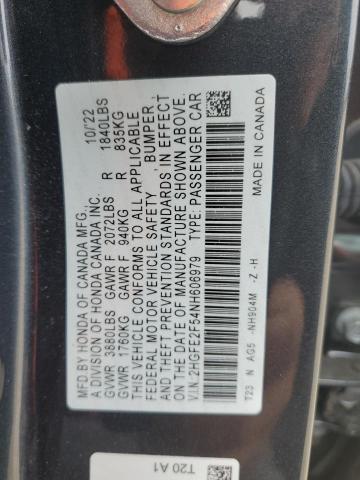 MFD.BY HONDA OF CANADA MFG., 10/'22
A DIVISION OF HONDA CANADA INC.
GVWR 3880LBS GAWR F 2072LBS R 1840LBS
GVWR 1760KG GAWR F 940KG R 835KG
THIS VEHICLE CONFORMS TO ALL APPLICABLE
FEDERAL MOTOR VEHICLE SAFETY, BUMPER,
AND THEFT PREVENTION STANDARDS, IN EFFECT
ON THE DATE OF MANUFACTURE SHOWN ABOVE.
V.I.N.:2HGFE2F54NH606979 TYPE:PASSENGER CAR
T23 N AG5 -NH904M -Z -H MADE IN CANADA
T20 A1